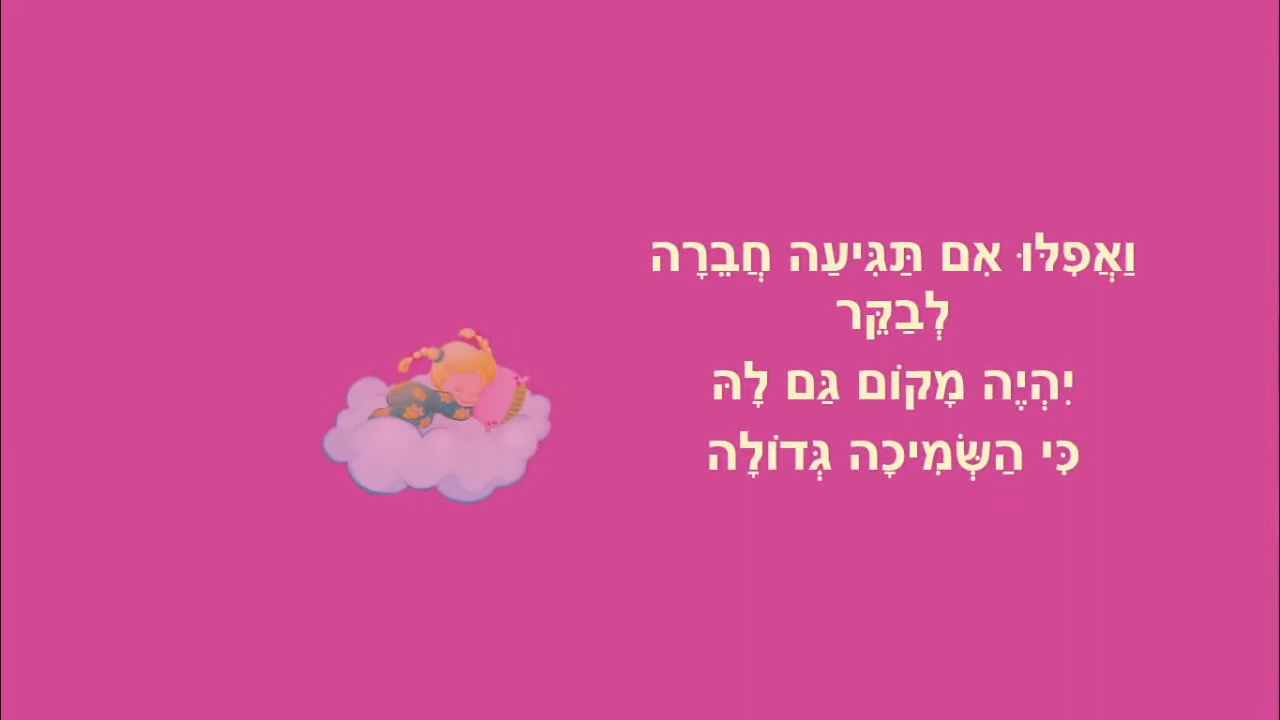 וַאֲפִלּוּ אִם תַּגִּיעַה חֲבֵרָה
לְבַקֵּר
יִהְיֶה מָקוֹם גַּם לָהּ
כִּי הַשְּׂמִיכָה גְּדוֹלָה